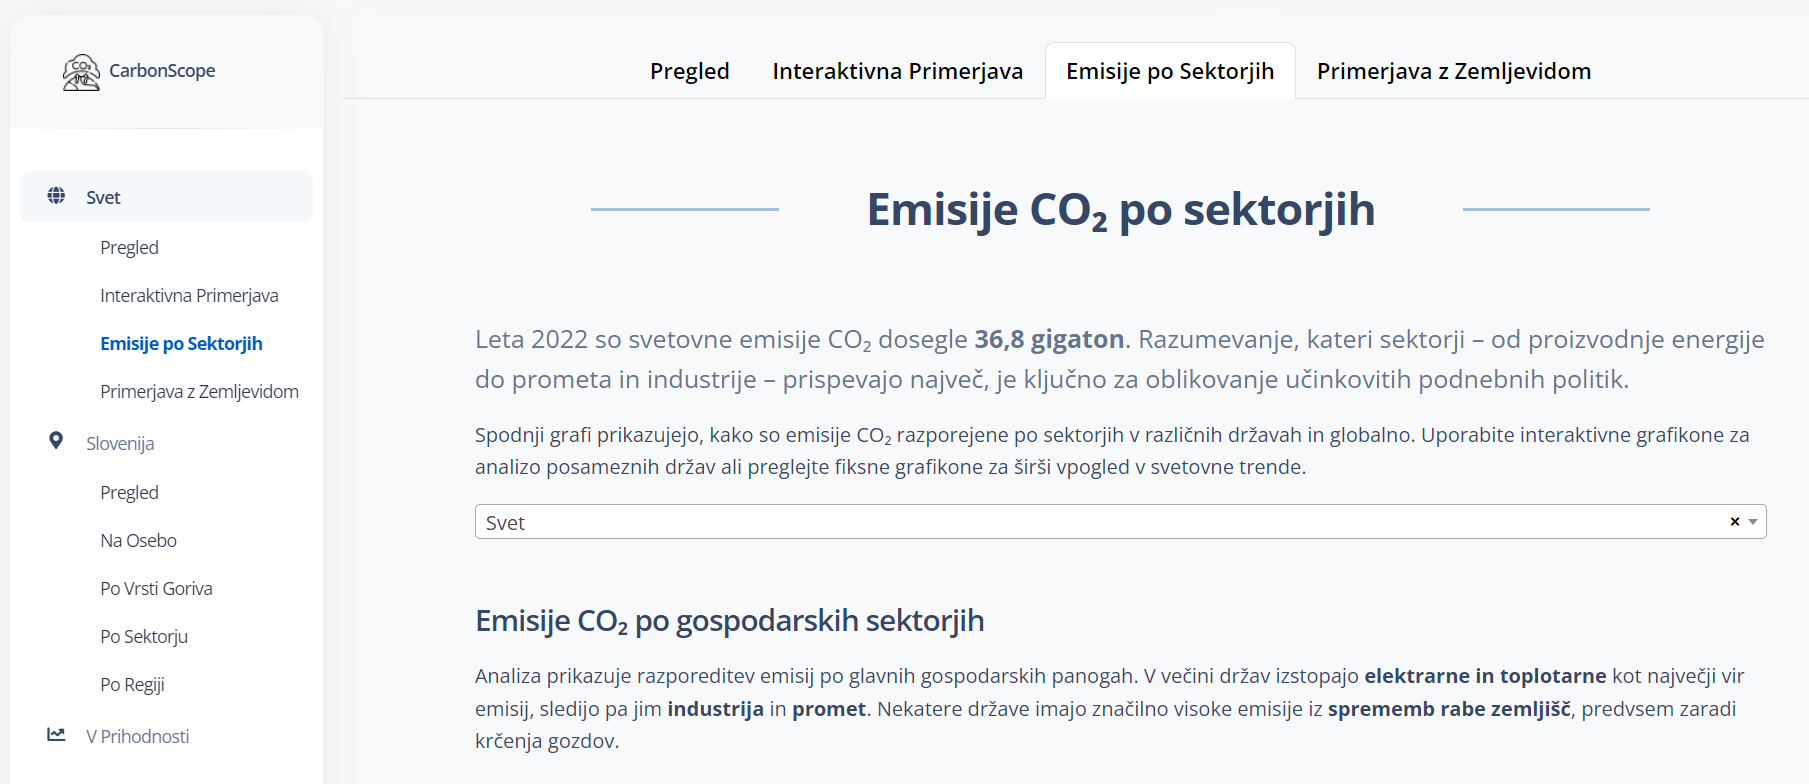 CO₂
CarbonScope
Svet
Pregled
Interaktivna Primerjava
Emisije po Sektorjih
Primerjava z Zemljevidom
Slovenija
Pregled
Na Osebo
Po Vrsti Goriva
Po Sektorju
Po Regiji
V Prihodnosti
Pregled
Interaktivna Primerjava
Emisije po Sektorjih
Primerjava z Zemljevidom
Emisije CO₂ po sektorjih
Leta 2022 so svetovne emisije CO₂ dosegle 36,8 gigaton. Razumevanje, kateri sektorji – od proizvodnje energije
do prometa in industrije – prispevajo največ, je ključno za oblikovanje učinkovitih podnebnih politik.
Spodnji grafi prikazujejo, kako so emisije CO₂ razporejene po sektorjih v različnih državah in globalno. Uporabite interaktivne grafikone za
analizo posameznih držav ali preglejte fiksne grafikone za širši vpogled v svetovne trende.
Svet ×
Emisije CO₂ po gospodarskih sektorjih
Analiza prikazuje razporeditev emisij po glavnih gospodarskih panogah. V večini držav izstopajo elektrarne in toplotarne kot največji vir
emisij, sledijo pa jim industrija in promet. Nekatere države imajo značilno visoke emisije iz sprememb rabe zemljišč, predvsem zaradi
krčenja gozdov.